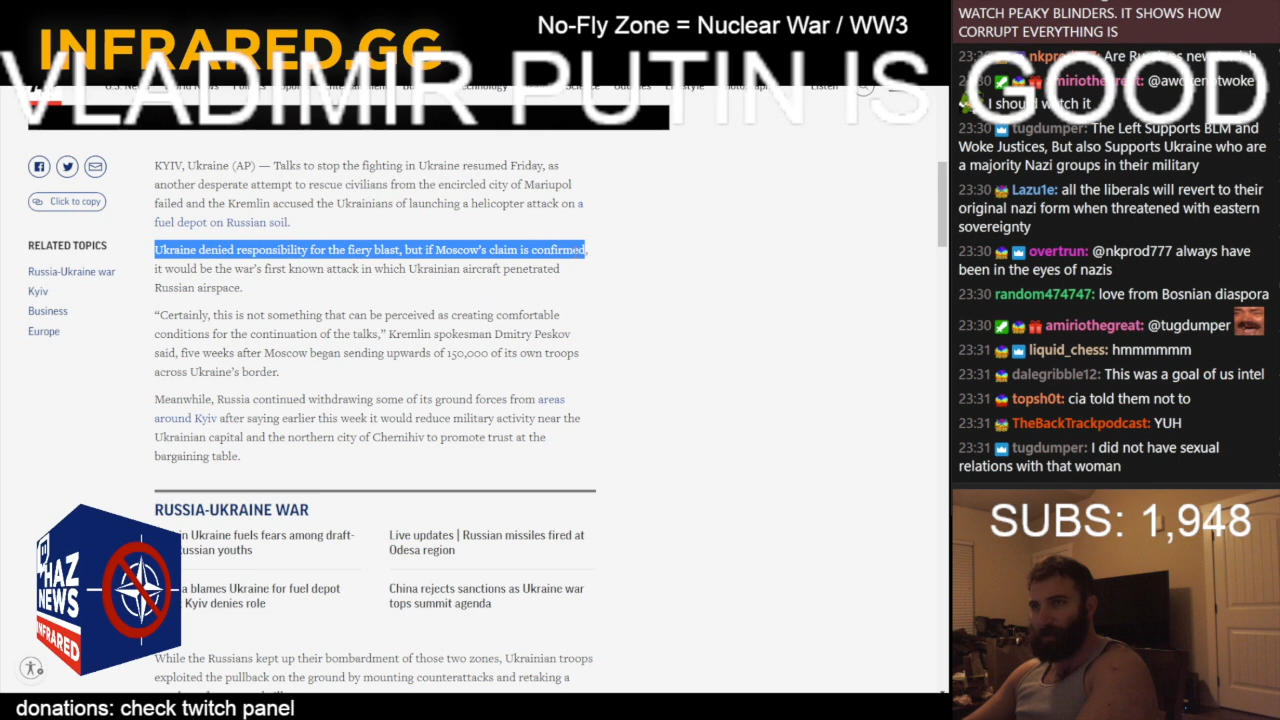 INFRARED.GG
No-Fly Zone = Nuclear War / WW3
VLADIMIR PUTIN IS GOOD
KYIV, Ukraine (AP) — Talks to stop the fighting in Ukraine resumed Friday, as
another desperate attempt to rescue civilians from the encircled city of Mariupol
failed and the Kremlin accused the Ukrainians of launching a helicopter attack on a
fuel depot on Russian soil.
Click to copy
Ukraine denied responsibility for the fiery blast, but if Moscow's claim is confirmed,
it would be the war's first known attack in which Ukrainian aircraft penetrated
Russian airspace.
RELATED TOPICS
Russia-Ukraine war
Kyiv
Business
Europe
“Certainly, this is not something that can be perceived as creating comfortable
conditions for the continuation of the talks,” Kremlin spokesman Dmitry Peskov
said, five weeks after Moscow began sending upwards of 150,000 of its own troops
across Ukraine's border.
Meanwhile, Russia continued withdrawing some of its ground forces from areas
around Kyiv after saying earlier this week it would reduce military activity near the
Ukrainian capital and the northern city of Chernihiv to promote trust at the
bargaining table.
RUSSIA-UKRAINE WAR
in Ukraine fuels fears among draft-
Russian youths
Live updates | Russian missiles fired at
Odesa region
blames Ukraine for fuel depot
Kyiv denies role
China rejects sanctions as Ukraine war
tops summit agenda
While the Russians kept up their bombardment of those two zones, Ukrainian troops
exploited the pullback on the ground by mounting counterattacks and retaking a
HAZ
NEWS
INFRARED
donations: check twitch panel
WATCH PEAKY BLINDERS. IT SHOWS HOW
CORRUPT EVERYTHING IS
23:30 tugdumper: The Left Supports BLM and
Woke Justices, But also Supports Ukraine who are
a majority Nazi groups in their military
23:30 Lazu1e: all the liberals will revert to their
original nazi form when threatened with eastern
sovereignty
23:30 overtrun: @nkprod777 always have
been in the eyes of nazis
23:30 random474747: love from Bosnian diaspora
23:30 amiriothegreat: @tugdumper
23:31 liquid_chess: hmmmmmm
23:31 dalegribble12: This was a goal of us intel
23:31 topsh0t: cia told them not to
23:31 TheBackTrackpodcast: YUH
23:31 tugdumper: I did not have sexual
relations with that woman
SUBS: 1,948